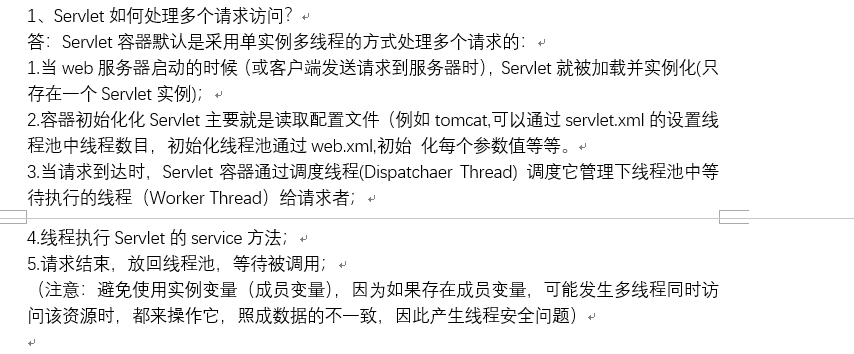 1、Servlet 如何处理多个请求访问？
答：Servlet 容器默认是采用单实例多线程的方式处理多个请求的：
1.当 web 服务器启动的时候（或客户端发送请求到服务器时），Servlet 就被加载并实例化(只
存在一个 Servlet 实例)；
2.容器初始化化 Servlet 主要就是读取配置文件（例如 tomcat,可以通过 servlet.xml 的设置线
程池中线程数目，初始化线程池通过 web.xml,初始 化每个参数值等等。
3.当请求到达时，Servlet 容器通过调度线程(Dispatchaer Thread) 调度它管理下线程池中等
待执行的线程（Worker Thread）给请求者；
4.线程执行 Servlet 的 service 方法；
5.请求结束，放回线程池，等待被调用；
（注意：避免使用实例变量（成员变量），因为如果存在成员变量，可能发生多线程同时访
问该资源时，都来操作它，照成数据的不一致，因此产生线程安全问题）